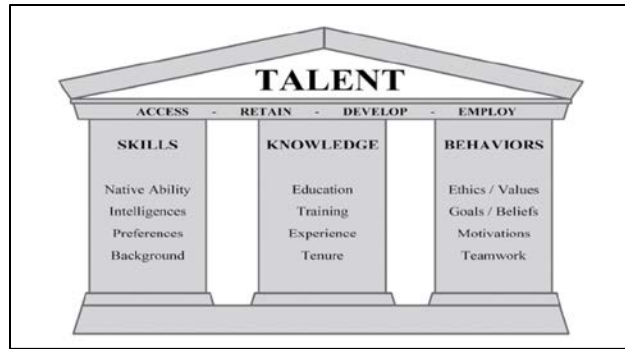 TALENT
ACCESS - RETAIN - DEVELOP - EMPLOY
SKILLS
Native Ability
Intelligences
Preferences
Background
KNOWLEDGE
Education
Training
Experience
Tenure
BEHAVIORS
Ethics / Values
Goals / Beliefs
Motivations
Teamwork